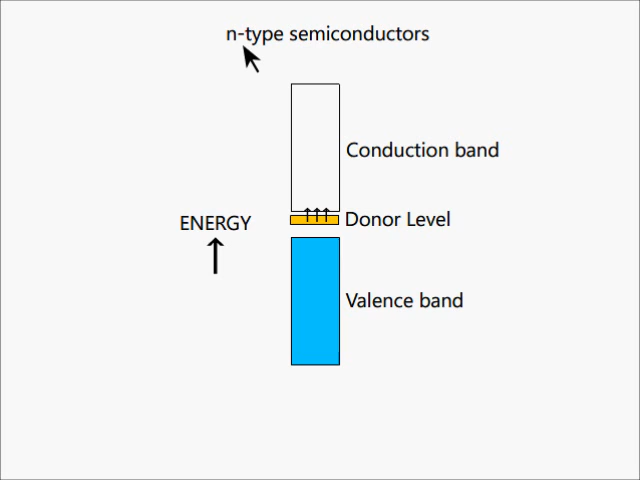 n-type semiconductors
Conduction band
Donor Level
ENERGY
Valence band